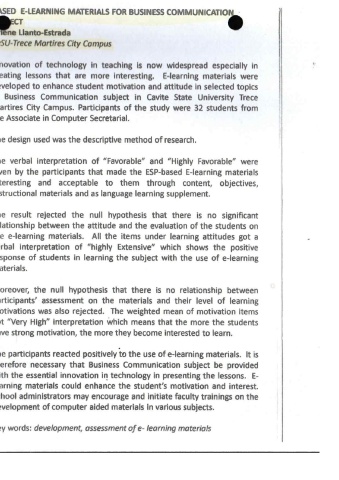 ASED E-LEARNING MATERIALS FOR BUSINESS COMMUNICATION
ECT
lene Llanto-Estrada
SU-Trece Martires City Campus
novation of technology in teaching is now widespread especially in
eating lessons that are more interesting. E-learning materials were
veloped to enhance student motivation and attitude in selected topics
Business Communication subject in Cavite State University Trece
artires City Campus. Participants of the study were 32 students from
e Associate in Computer Secretarial.
e design used was the descriptive method of research.
e verbal interpretation of "Favorable" and "Highly Favorable" were
ven by the participants that made the ESP-based E-learning materials
teresting and acceptable to them through content, objectives,
structional materials and as language learning supplement.
e result rejected the null hypothesis that there is no significant
lationship between the attitude and the evaluation of the students on
e e-learning materials. All the items under learning attitudes got a
rbal interpretation of "highly Extensive" which shows the positive
sponse of students in learning the subject with the use of e-learning
aterials.
oreover, the null hypothesis that there is no relationship between
rticipants' assessment on the materials and their level of learning
otivations was also rejected. The weighted mean of motivation items
t "Very High" interpretation which means that the more the students
ve strong motivation, the more they become interested to learn.
e participants reacted positively to the use of e-learning materials. It is
erefore necessary that Business Communication subject be provided
th the essential innovation in technology in presenting the lessons. E-
arning materials could enhance the student's motivation and interest.
hool administrators may encourage and initiate faculty trainings on the
velopment of computer aided materials in various subjects.
ey words: development, assessment of e- learning materials